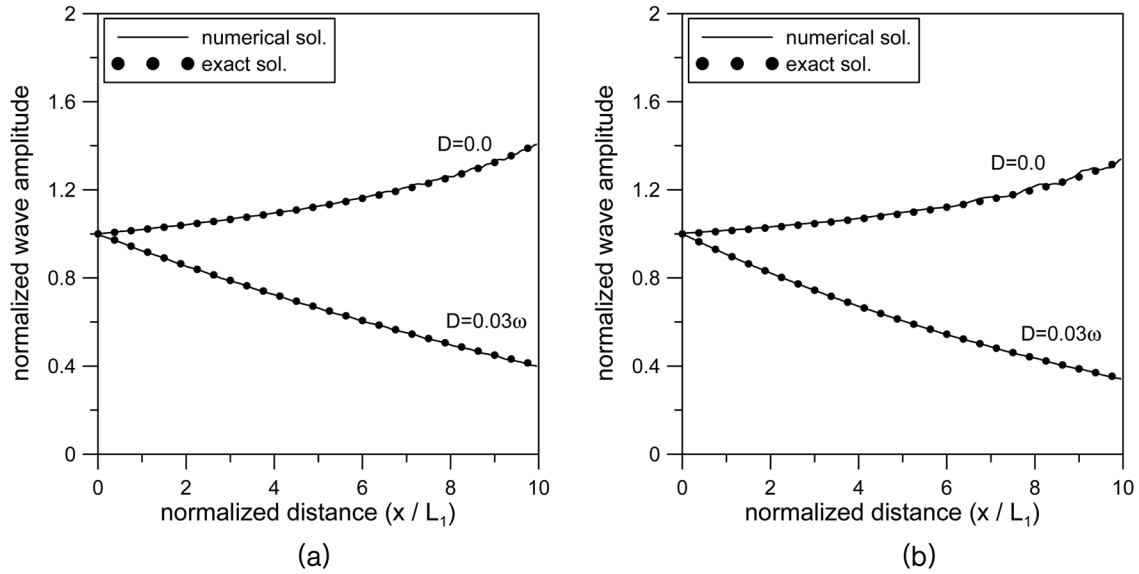 2
1.6
1.2
0.8
0.4
0
normalized wave amplitude
numerical sol.
exact sol.
D=0.0
D=0.03ω
0 2 4 6 8 10
normalized distance (x / L₁)
(a)
2
1.6
1.2
0.8
0.4
0
normalized wave amplitude
numerical sol.
exact sol.
D=0.0
D=0.03ω
0 2 4 6 8 10
normalized distance (x / L₁)
(b)